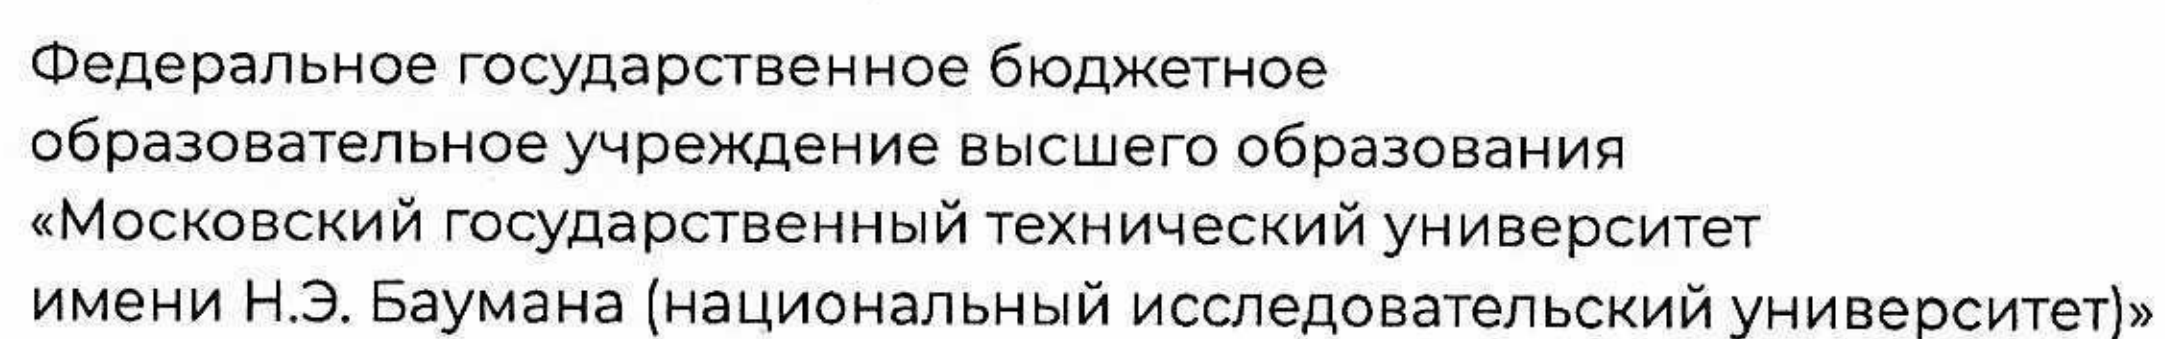 Федеральное государственное бюджетное
образовательное учреждение высшего образования
«Московский государственный технический университет
имени Н.Э. Баумана (национальный исследовательский университет)»